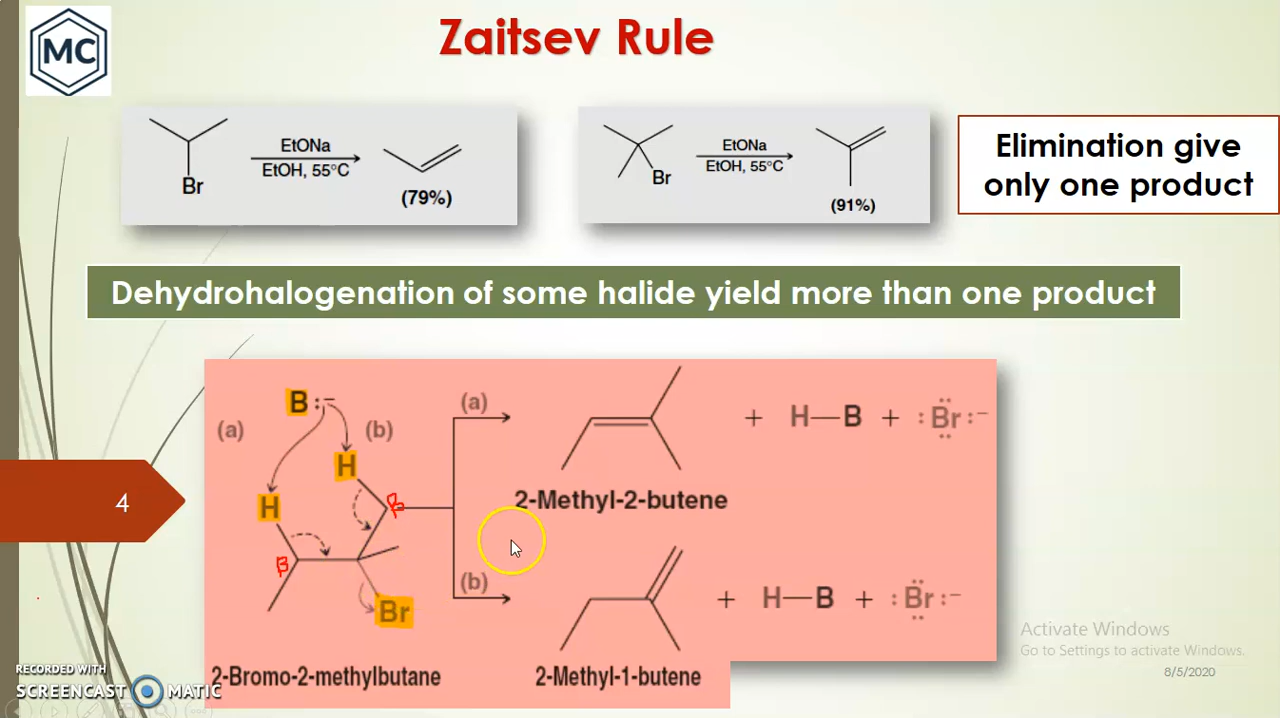 MC
Zaitsev Rule
Br
EtONa
EtOH, 55°C
(79%)
Br
EtONa
EtOH, 55°C
(91%)
Elimination give
only one product
Dehydrohalogenation of some halide yield more than one product
4
B:−
(a)
(b)
H
H
β
β
Br
2-Bromo-2-methylbutane
(a)
+ H—B + :Br:−
2-Methyl-2-butene
(b)
+ H—B + :Br:−
2-Methyl-1-butene
Activate Windows
Go to Settings to activate Windows.
8/5/2020
RECORDED WITH
SCREENCAST MATIC